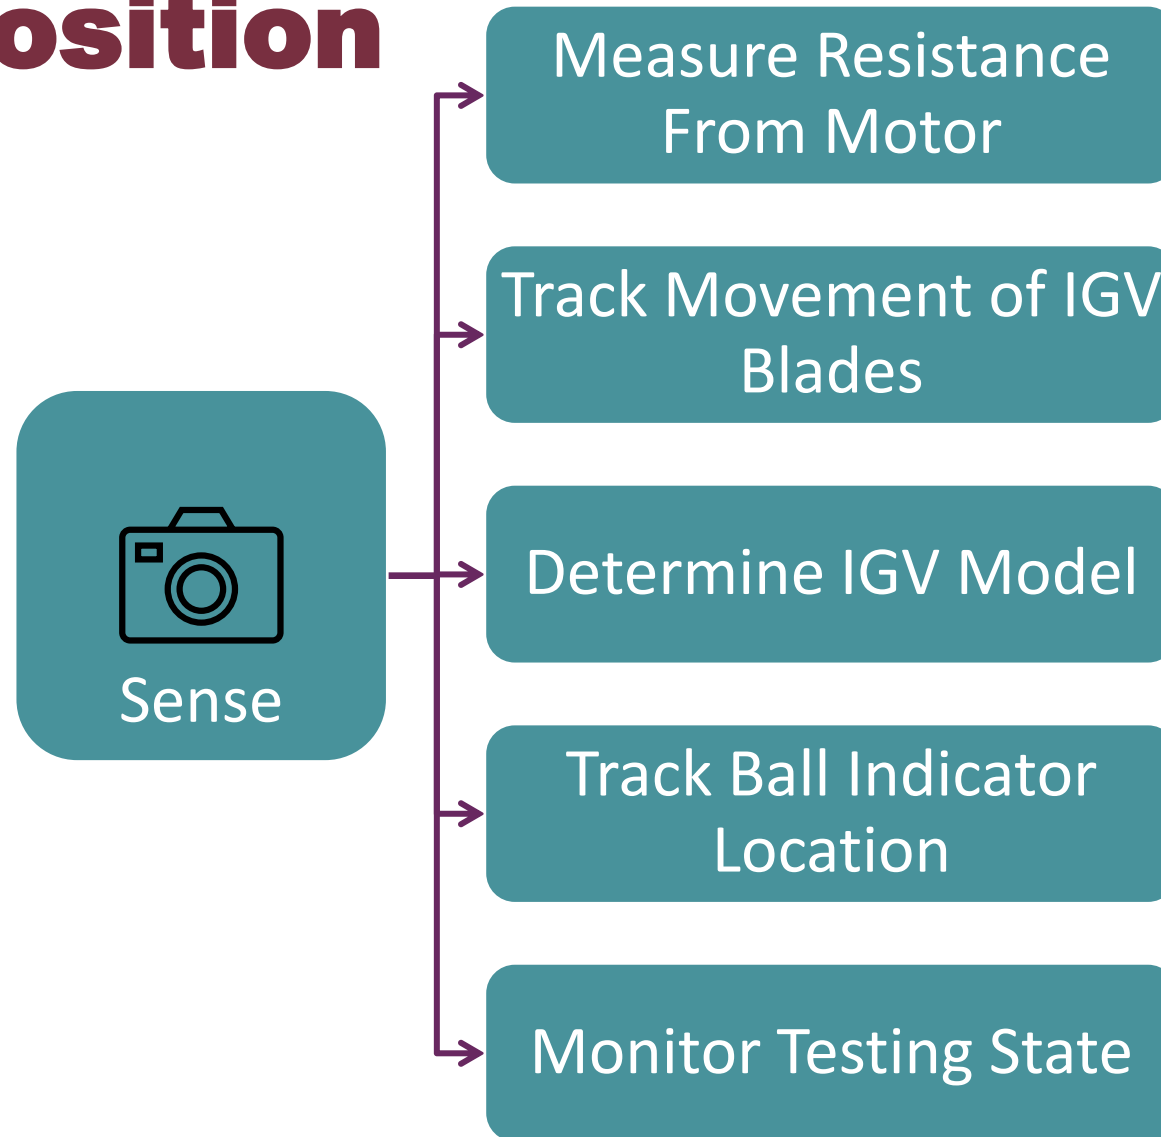 osition
Measure Resistance
From Motor
Track Movement of IGV
Blades
Determine IGV Model
Sense
Track Ball Indicator
Location
Monitor Testing State